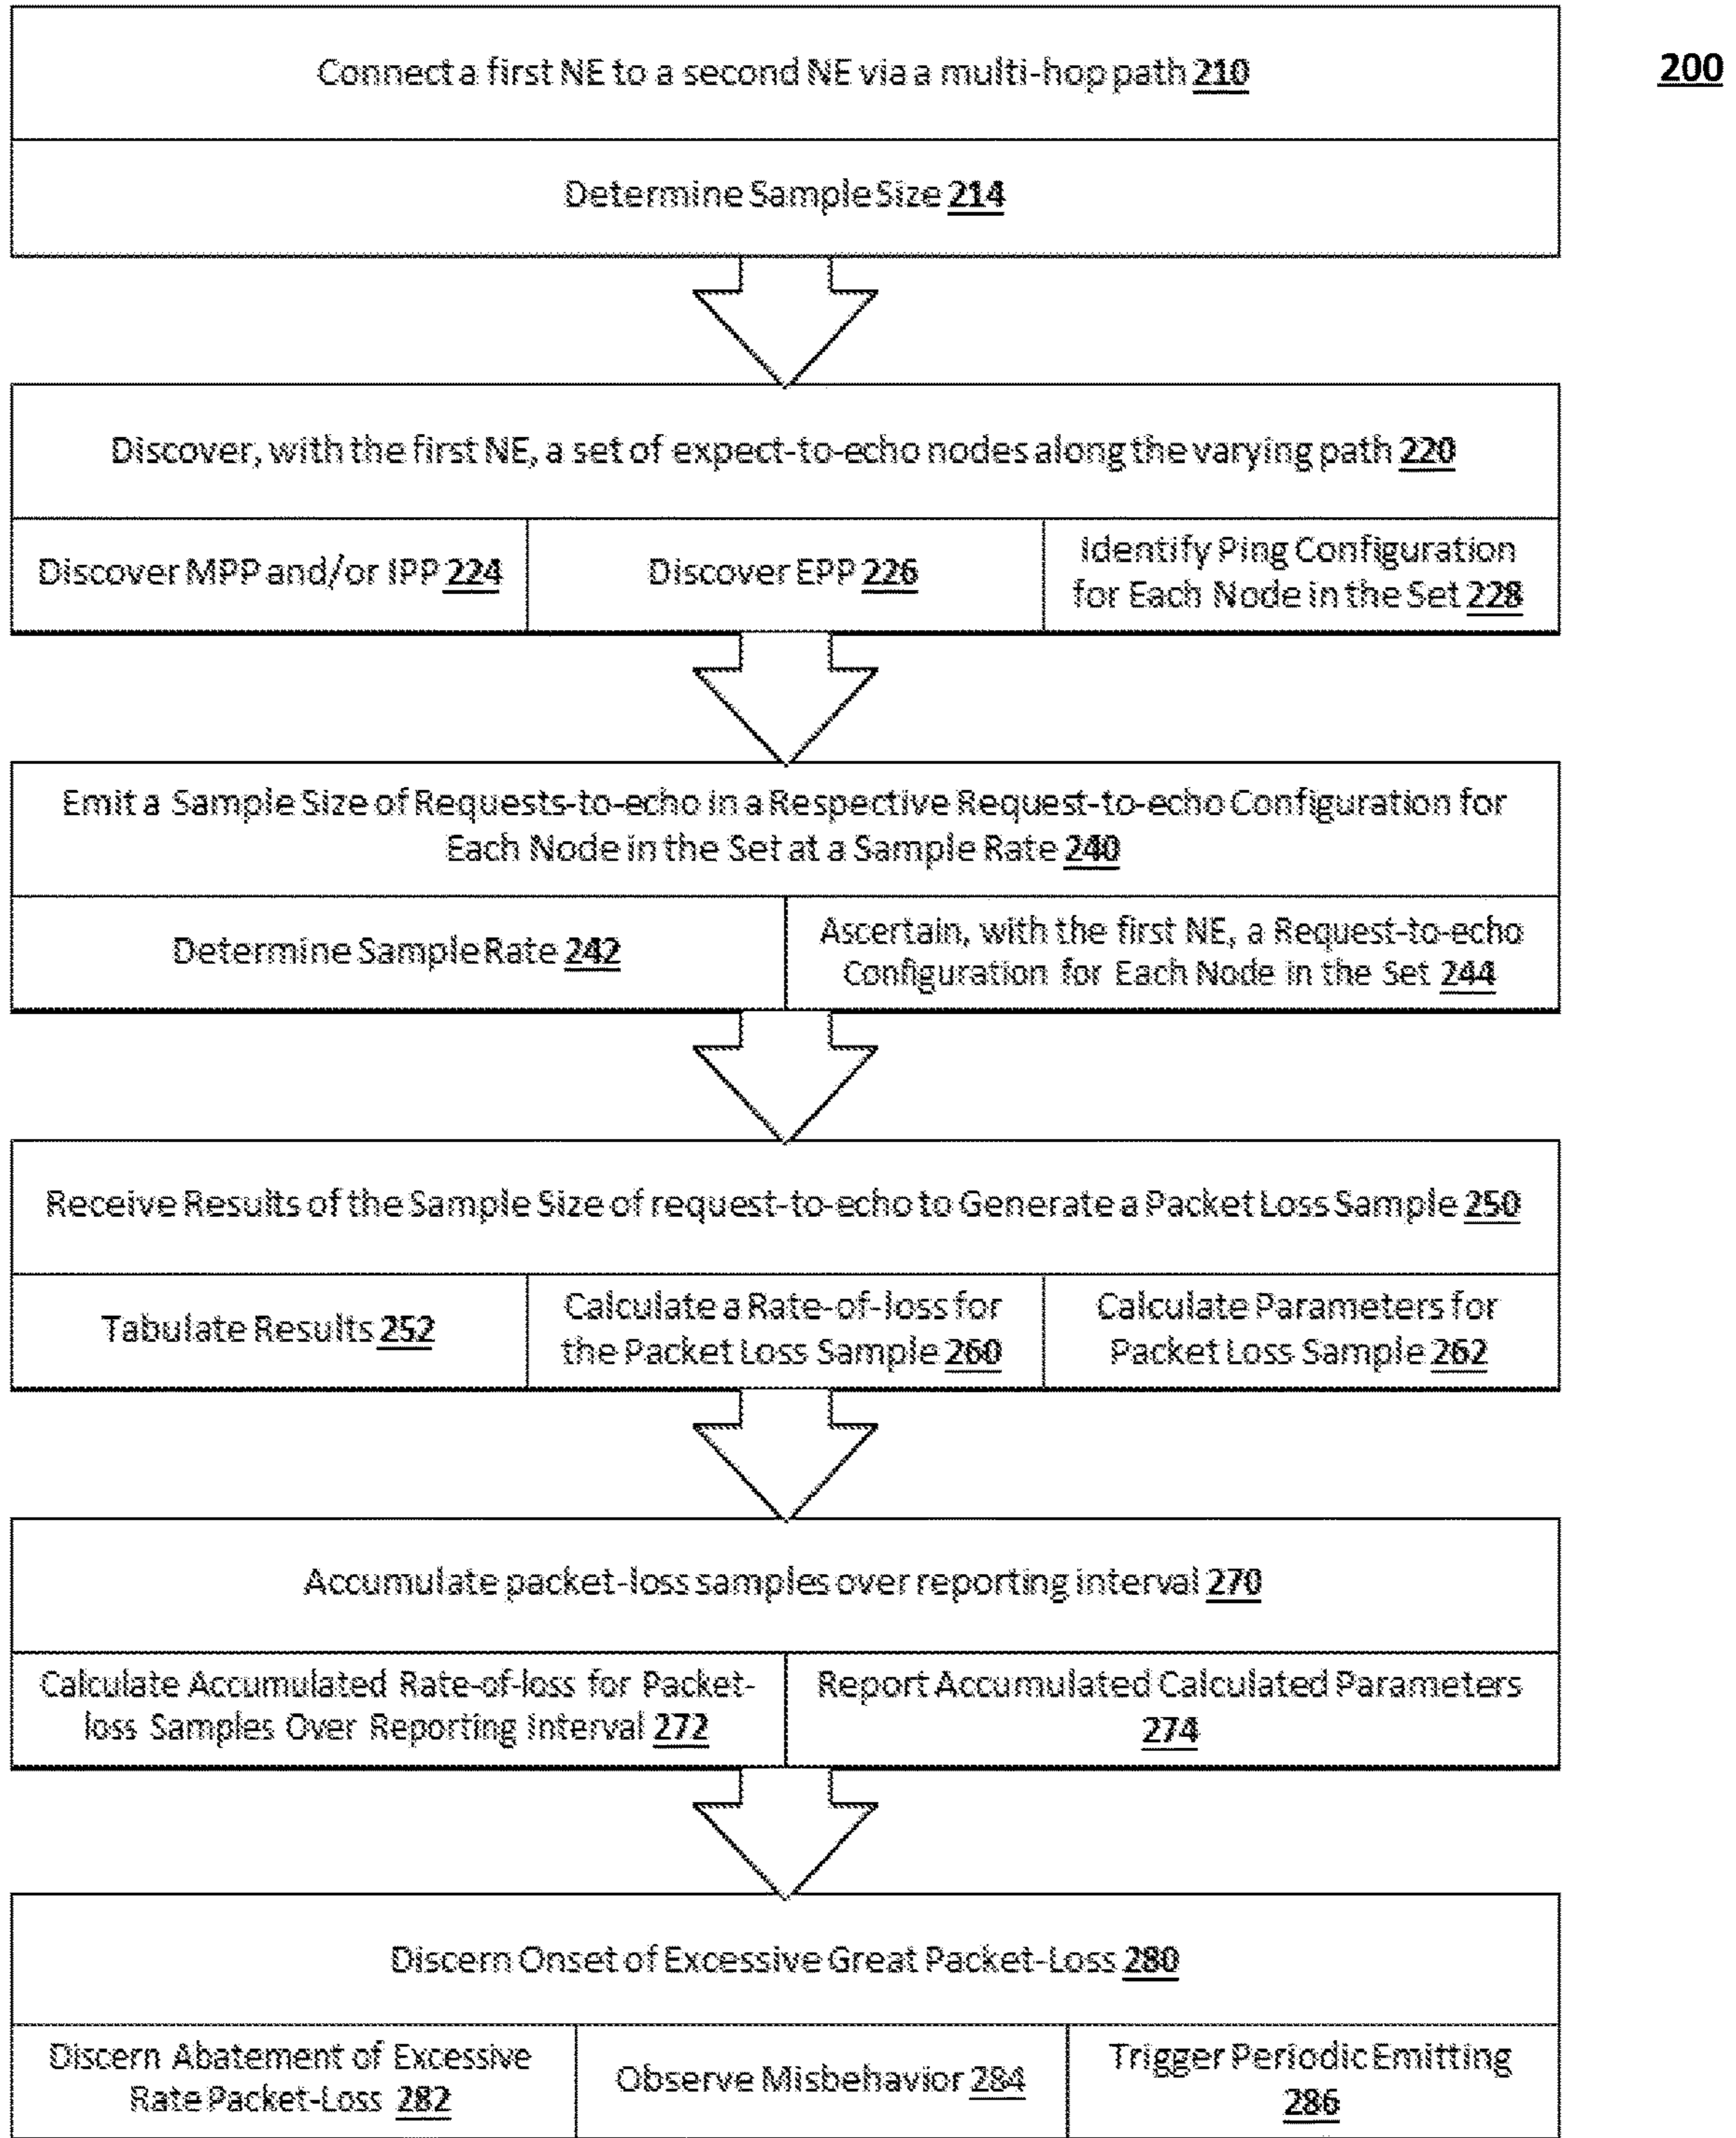 200
Connect a first NE to a second NE via a multi-hop path 210
Determine Sample Size 214
Discover, with the first NE, a set of expect-to-echo nodes along the varying path 220
Discover MPP and/or IPP 224
Discover EPP 226
Identify Ping Configuration
for Each Node in the Set 228
Emit a Sample Size of Requests-to-echo in a Respective Request-to-echo Configuration for
Each Node in the Set at a Sample Rate 240
Determine Sample Rate 242
Ascertain, with the first NE, a Request-to-echo
Configuration for Each Node in the Set 244
Receive Results of the Sample Size of request-to-echo to Generate a Packet Loss Sample 250
Tabulate Results 252
Calculate a Rate-of-loss for
the Packet Loss Sample 260
Calculate Parameters for
Packet Loss Sample 262
Accumulate packet-loss samples over reporting interval 270
Calculate Accumulated Rate-of-loss for Packet-
loss Samples Over Reporting Interval 272
Report Accumulated Calculated Parameters
274
Discern Onset of Excessive Great Packet-Loss 280
Discern Abatement of Excessive
Rate Packet-Loss 282
Observe Misbehavior 284
Trigger Periodic Emitting
286